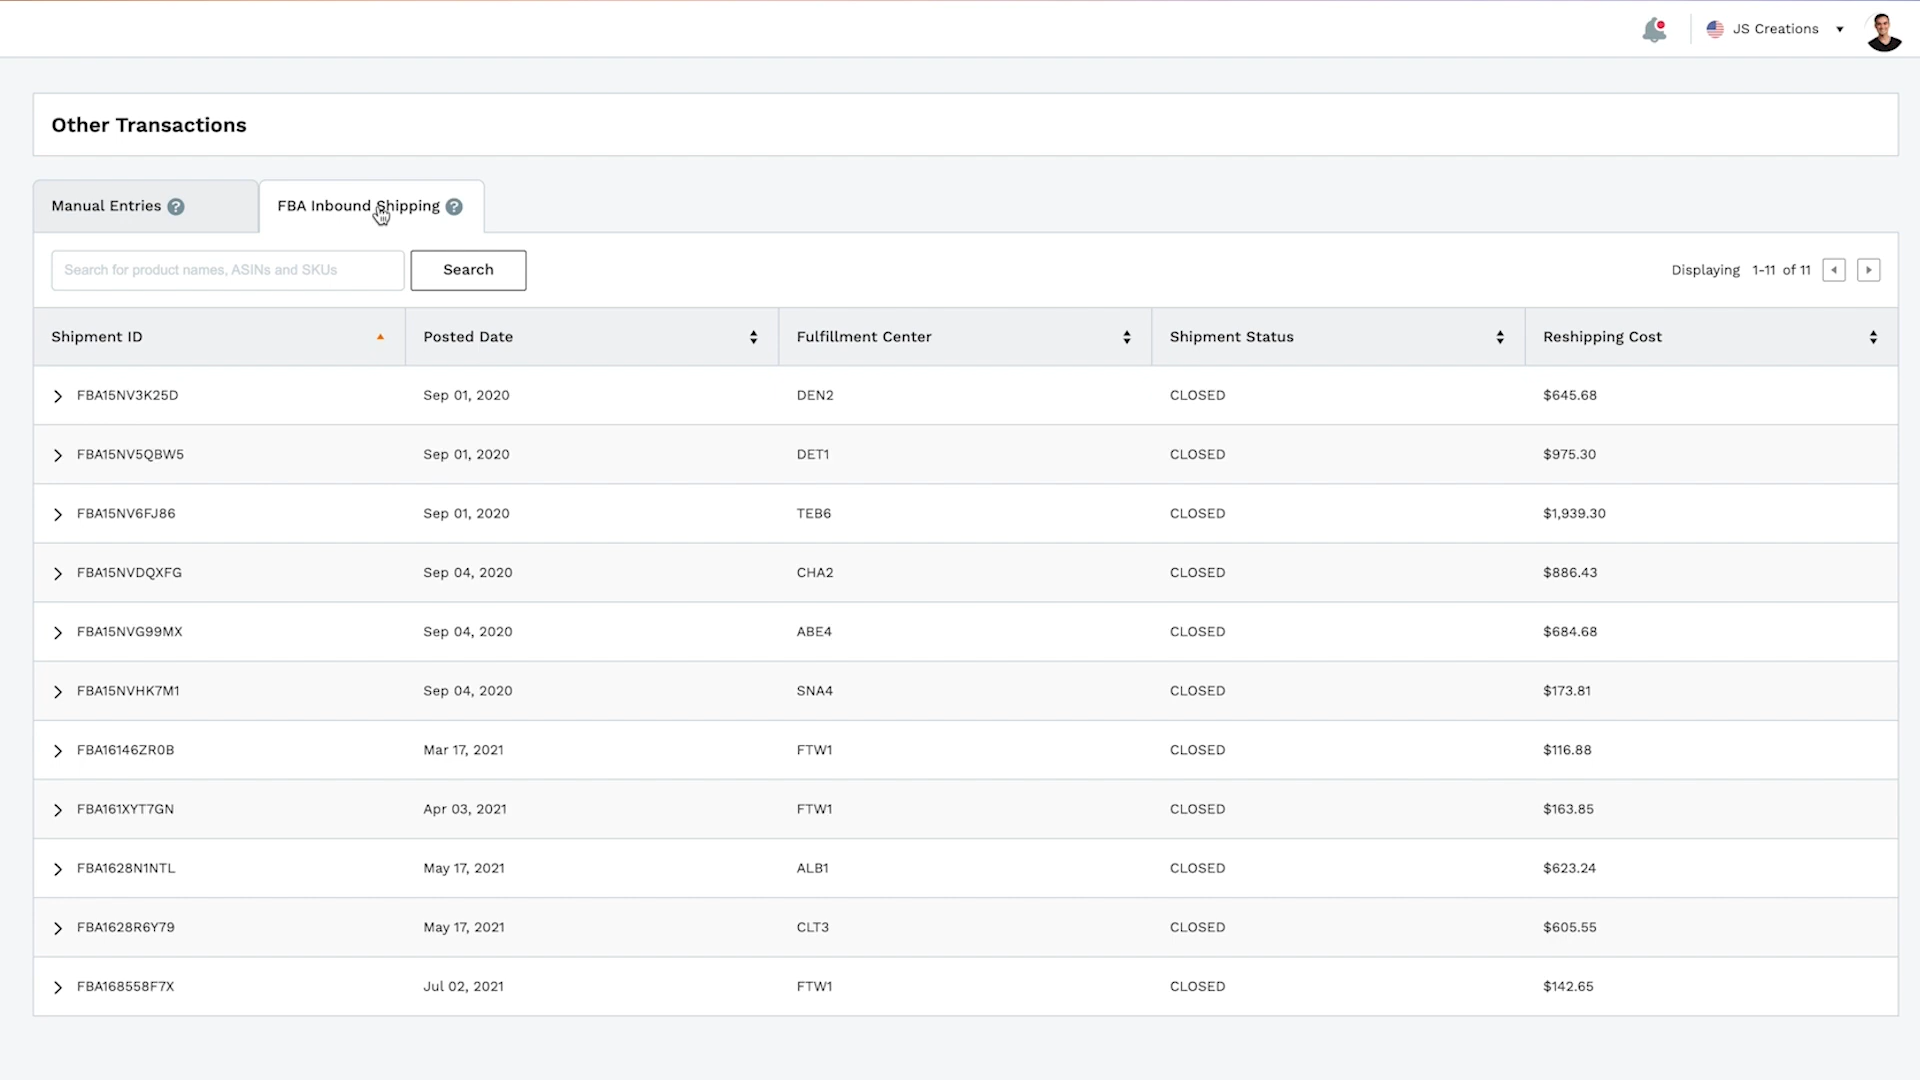 JS Creations
Other Transactions
Manual Entries ?
FBA Inbound Shipping ?
Search for product names, ASINs and SKUs
Search
Displaying 1-11 of 11
Shipment ID Posted Date Fulfillment Center Shipment Status Reshipping Cost
FBA15NV3K25D Sep 01, 2020 DEN2 CLOSED $645.68
FBA15NV5QBW5 Sep 01, 2020 DET1 CLOSED $975.30
FBA15NV6FJ86 Sep 01, 2020 TEB6 CLOSED $1,939.30
FBA15NVDQXFG Sep 04, 2020 CHA2 CLOSED $886.43
FBA15NVG99MX Sep 04, 2020 ABE4 CLOSED $684.68
FBA15NVHK7M1 Sep 04, 2020 SNA4 CLOSED $173.81
FBA16146ZR0B Mar 17, 2021 FTW1 CLOSED $116.88
FBA161XYT7GN Apr 03, 2021 FTW1 CLOSED $163.85
FBA1628N1NTL May 17, 2021 ALB1 CLOSED $623.24
FBA1628R6Y79 May 17, 2021 CLT3 CLOSED $605.55
FBA168558F7X Jul 02, 2021 FTW1 CLOSED $142.65